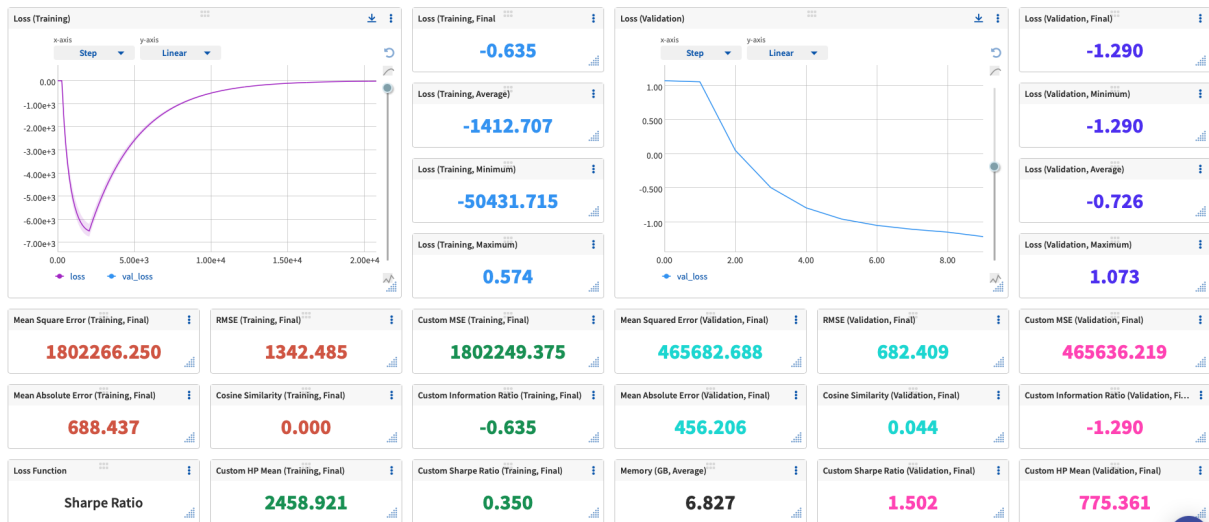 Loss (Training)
x-axis
y-axis
Step
Linear
0.00
-1.00e+3
-2.00e+3
-3.00e+3
-4.00e+3
-5.00e+3
-6.00e+3
-7.00e+3
0.00
5.00e+3
1.00e+4
1.50e+4
2.00e+4
loss
val_loss
Loss (Training, Final
-0.635
Loss (Training, Average)
-1412.707
Loss (Training, Minimum)
-50431.715
Loss (Training, Maximum)
0.574
Loss (Validation)
x-axis
y-axis
Step
Linear
1.00
0.500
0.00
-0.500
-1.00
0.00
2.00
4.00
6.00
8.00
val_loss
Loss (Validation, Final)
-1.290
Loss (Validation, Minimum)
-1.290
Loss (Validation, Average)
-0.726
Loss (Validation, Maximum)
1.073
Mean Square Error (Training, Final)
1802266.250
RMSE (Training, Final)
1342.485
Custom MSE (Training, Final)
1802249.375
Mean Squared Error (Validation, Final)
465682.688
RMSE (Validation, Final)
682.409
Custom MSE (Validation, Final)
465636.219
Mean Absolute Error (Training, Final)
688.437
Cosine Similarity (Training, Final)
0.000
Custom Information Ratio (Training, Final)
-0.635
Mean Absolute Error (Validation, Final)
456.206
Cosine Similarity (Validation, Final)
0.044
Custom Information Ratio (Validation, Fi...
-1.290
Loss Function
Sharpe Ratio
Custom HP Mean (Training, Final)
2458.921
Custom Sharpe Ratio (Training, Final)
0.350
Memory (GB, Average)
6.827
Custom Sharpe Ratio (Validation, Final)
1.502
Custom HP Mean (Validation, Final)
775.361